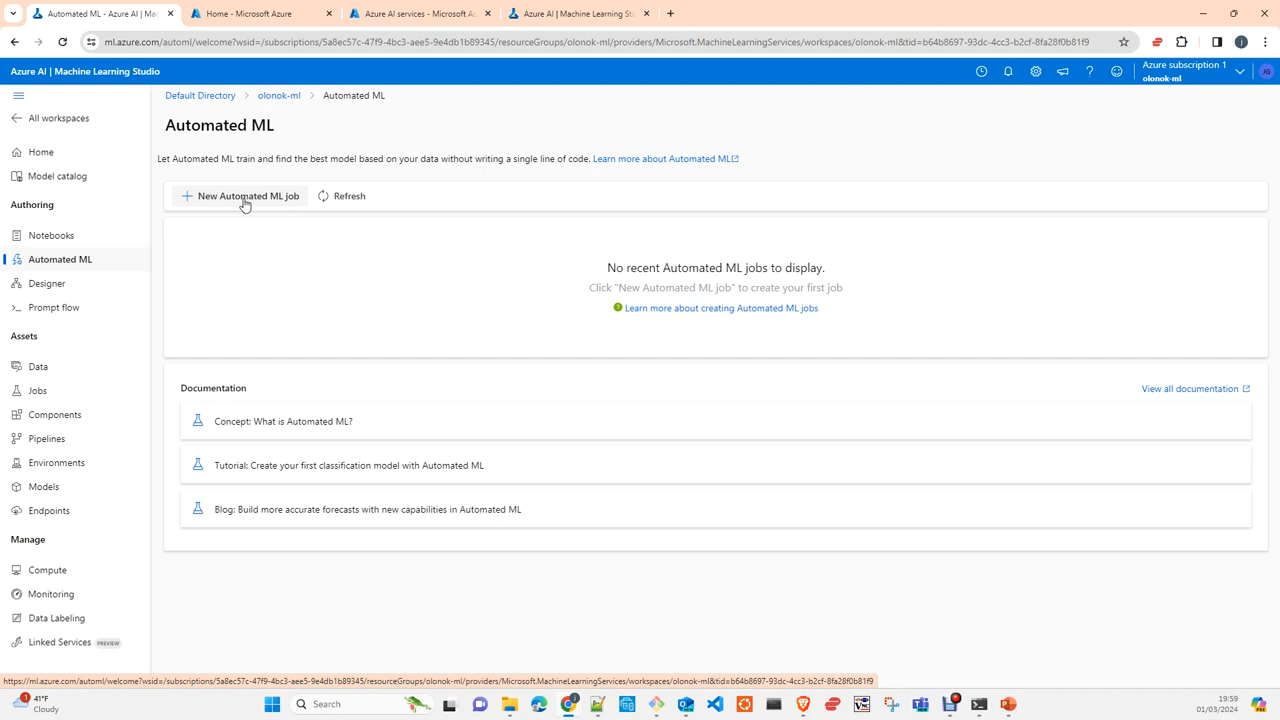 Automated ML - Azure AI | Mac
Home - Microsoft Azure
Azure AI services - Microsoft Az
Azure AI | Machine Learning Stu
ml.azure.com/automl/welcome?wsid=/subscriptions/5a8ec57c-47f9-4bc3-aee5-9e4db1b89345/resourceGroups/olonok-ml/providers/Microsoft.MachineLearningServices/workspaces/olonok-ml&tid=b64b8697-93dc-4cc3-b2cf-8fa28f0b81f9
Azure AI | Machine Learning Studio
Azure subscription 1
olonok-ml
JG
Default Directory > olonok-ml > Automated ML
All workspaces
Home
Model catalog
Authoring
Notebooks
Automated ML
Designer
Prompt flow
Assets
Data
Jobs
Components
Pipelines
Environments
Models
Endpoints
Manage
Compute
Monitoring
Data Labeling
Linked Services PREVIEW
Automated ML
Let Automated ML train and find the best model based on your data without writing a single line of code. Learn more about Automated ML
New Automated ML job
Refresh
No recent Automated ML jobs to display.
Click "New Automated ML job" to create your first job
Learn more about creating Automated ML jobs
Documentation
View all documentation
Concept: What is Automated ML?
Tutorial: Create your first classification model with Automated ML
Blog: Build more accurate forecasts with new capabilities in Automated ML
https://ml.azure.com/automl/welcome?wsid=/subscriptions/5a8ec57c-47f9-4bc3-aee5-9e4db1b89345/resourceGroups/olonok-ml/providers/Microsoft.MachineLearningServices/workspaces/olonok-ml&tid=b64b8697-93dc-4cc3-b2cf-8fa28f0b81f9
1
41°F
Cloudy
Search
19:59
01/03/2024